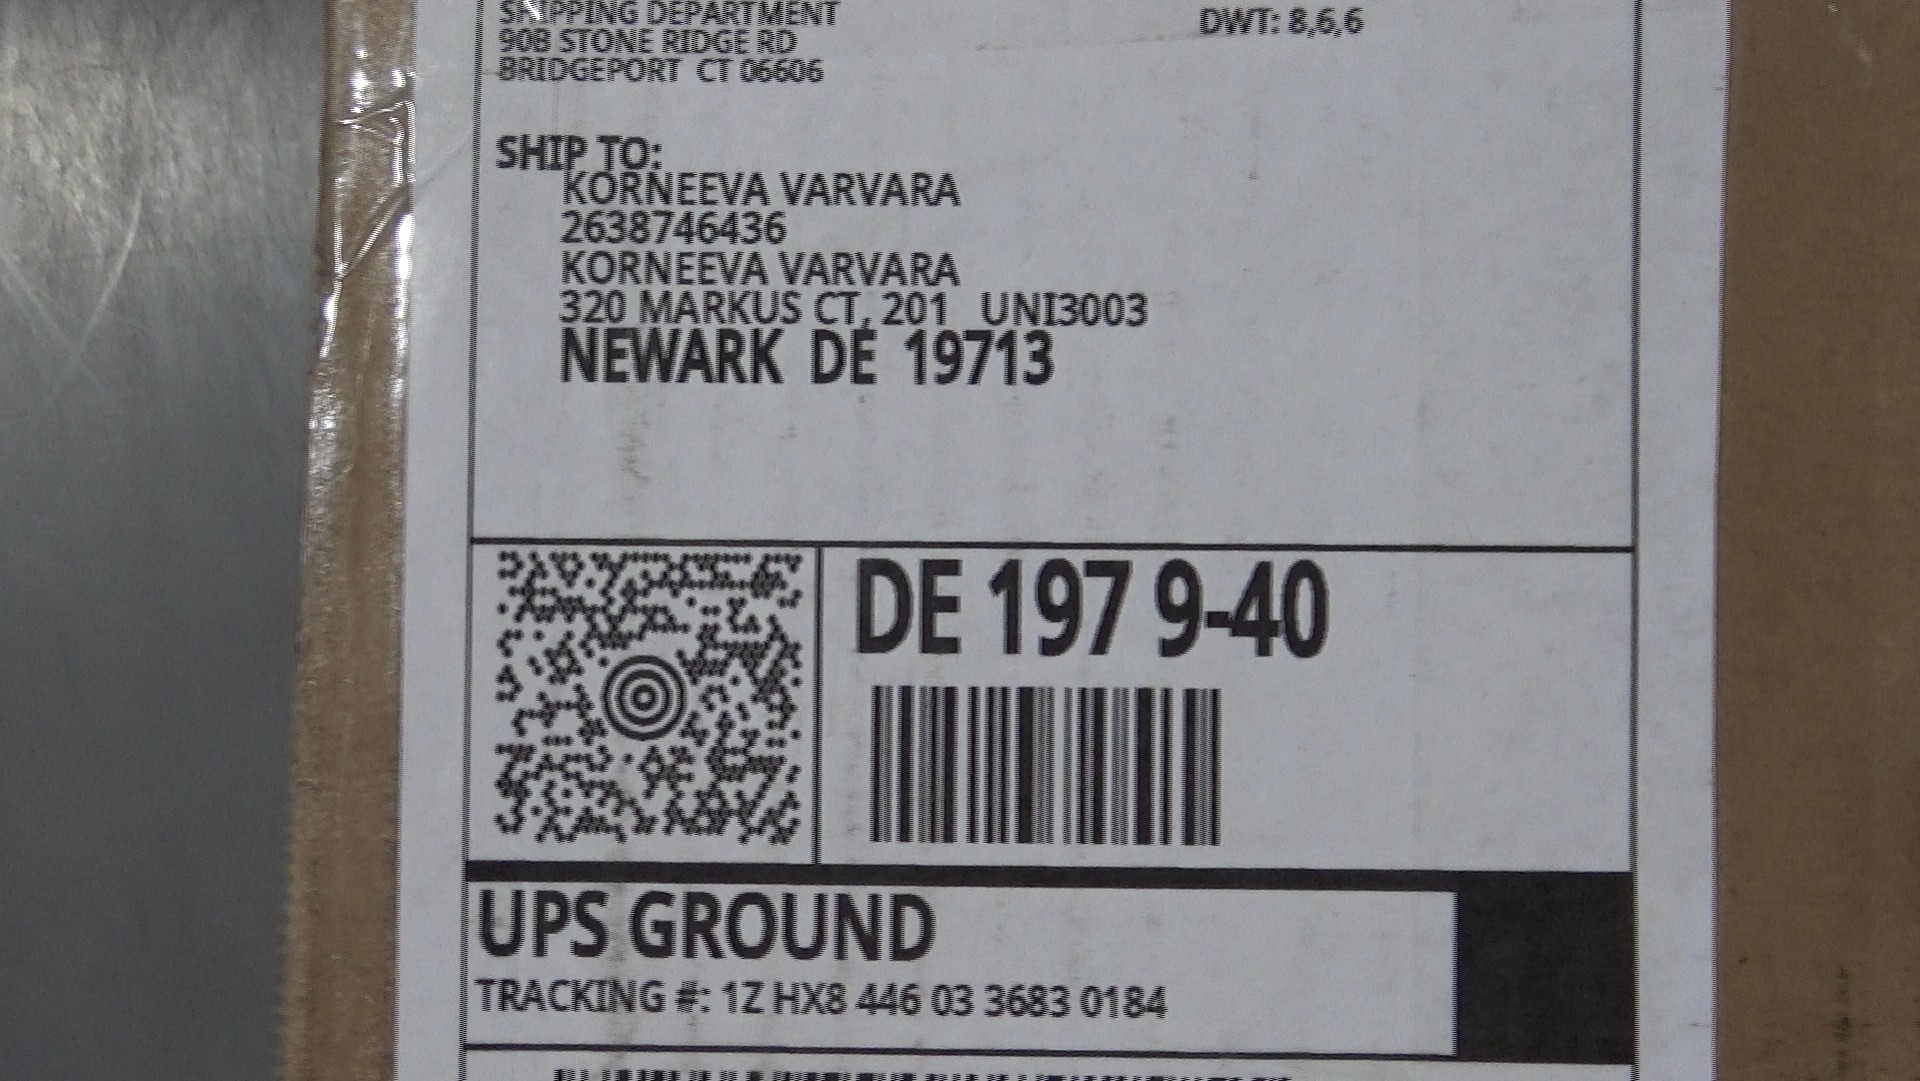 SHIPPING DEPARTMENT
90B STONE RIDGE RD
BRIDGEPORT CT 06606
DWT: 8,6,6
SHIP TO:
KORNEEVA VARVARA
2638746436
KORNEEVA VARVARA
320 MARKUS CT, 201 UNI3003
NEWARK DE 19713
DE 197 9-40
UPS GROUND
TRACKING #: 1Z HX8 446 03 3683 0184